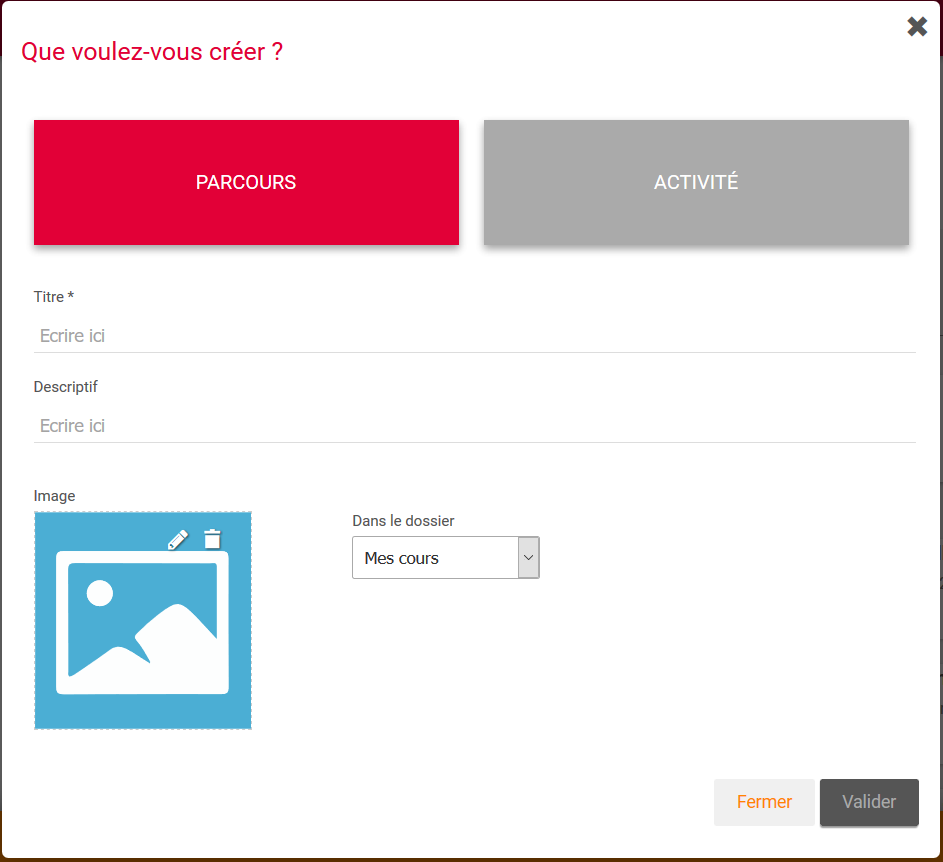 Que voulez-vous créer ?
PARCOURS
ACTIVITÉ
Titre *
Ecrire ici
Descriptif
Ecrire ici
Image
Dans le dossier
Mes cours
Fermer
Valider